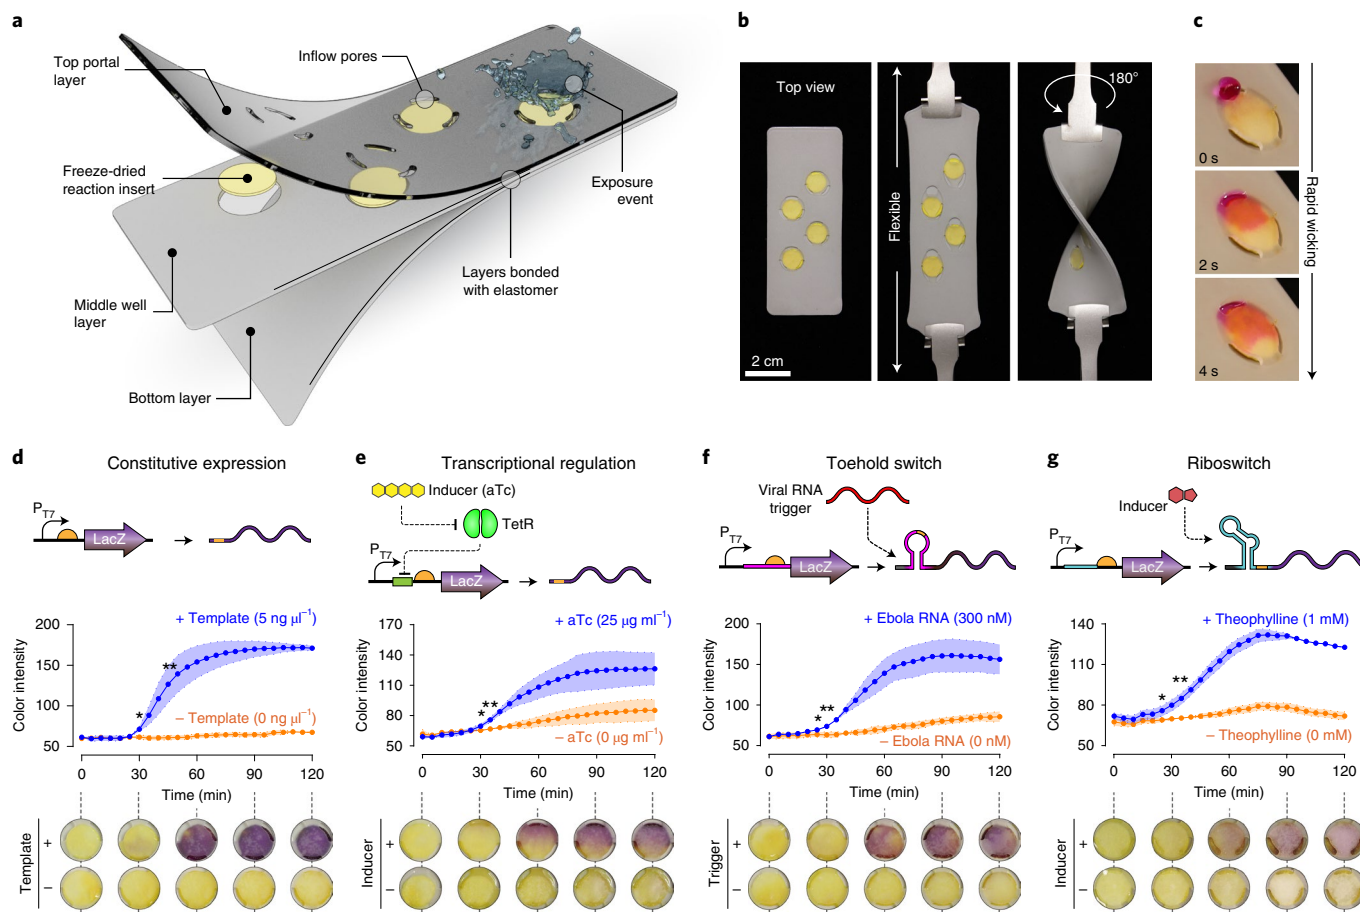 a
Top portal
layer
Inflow pores
Freeze-dried
reaction insert
Exposure
event
Layers bonded
with elastomer
Middle well
layer
Bottom layer
b
Top view
2 cm
Flexible
180°
c
0 s
2 s
4 s
Rapid wicking
d
Constitutive expression
P_T7
LacZ
+ Template (5 ng µl⁻¹)
− Template (0 ng µl⁻¹)
Color intensity
200
150
100
50
*
**
0 30 60 90 120
Time (min)
Template
+
−
e
Transcriptional regulation
Inducer (aTc)
TetR
P_T7
LacZ
+ aTc (25 µg ml⁻¹)
− aTc (0 µg ml⁻¹)
Color intensity
170
140
110
80
50
*
**
0 30 60 90 120
Time (min)
Inducer
+
−
f
Toehold switch
Viral RNA
trigger
P_T7
LacZ
+ Ebola RNA (300 nM)
− Ebola RNA (0 nM)
Color intensity
200
150
100
50
*
**
0 30 60 90 120
Time (min)
Trigger
+
−
g
Riboswitch
Inducer
P_T7
LacZ
+ Theophylline (1 mM)
− Theophylline (0 mM)
Color intensity
140
110
80
50
*
**
0 30 60 90 120
Time (min)
Inducer
+
−